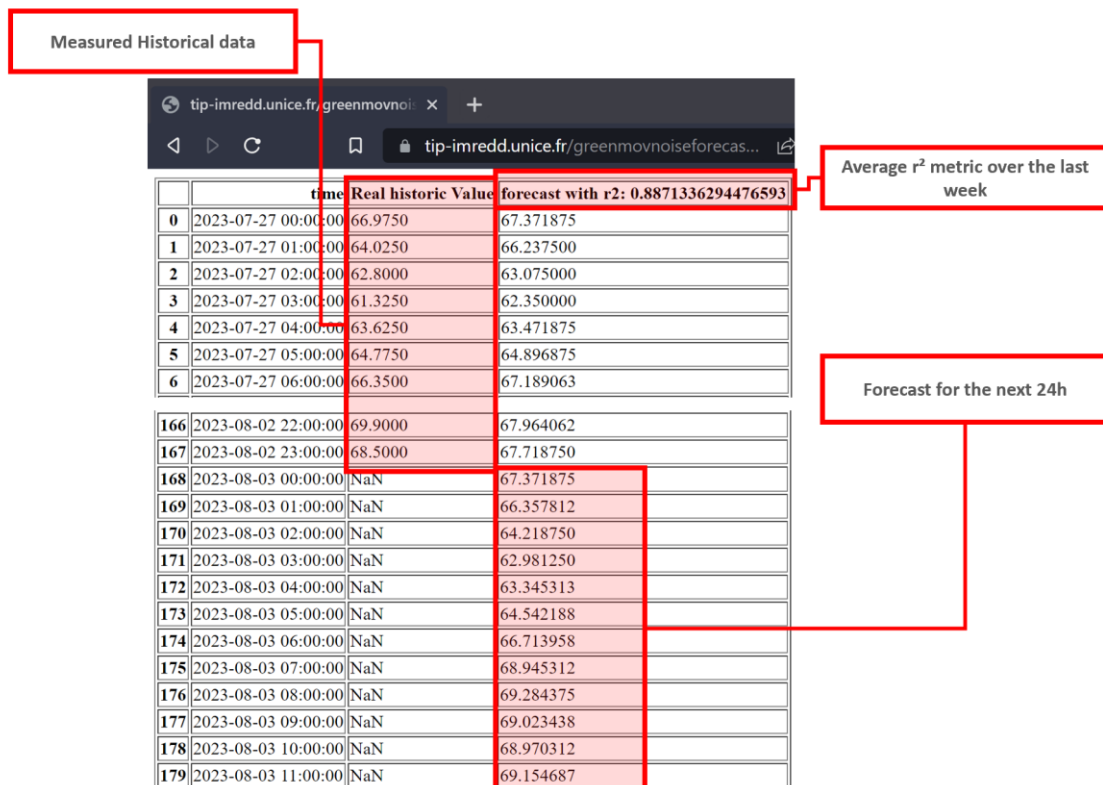 Measured Historical data
tip-imredd.unice.fr/greenmovnois
tip-imredd.unice.fr/greenmovnoiseforecas...
Average r² metric over the last
week
time Real historic Value forecast with r2: 0.8871336294476593
0 2023-07-27 00:00:00 66.9750 67.371875
1 2023-07-27 01:00:00 64.0250 66.237500
2 2023-07-27 02:00:00 62.8000 63.075000
3 2023-07-27 03:00:00 61.3250 62.350000
4 2023-07-27 04:00:00 63.6250 63.471875
5 2023-07-27 05:00:00 64.7750 64.896875
6 2023-07-27 06:00:00 66.3500 67.189063
Forecast for the next 24h
166 2023-08-02 22:00:00 69.9000 67.964062
167 2023-08-02 23:00:00 68.5000 67.718750
168 2023-08-03 00:00:00 NaN 67.371875
169 2023-08-03 01:00:00 NaN 66.357812
170 2023-08-03 02:00:00 NaN 64.218750
171 2023-08-03 03:00:00 NaN 62.981250
172 2023-08-03 04:00:00 NaN 63.345313
173 2023-08-03 05:00:00 NaN 64.542188
174 2023-08-03 06:00:00 NaN 66.713958
175 2023-08-03 07:00:00 NaN 68.945312
176 2023-08-03 08:00:00 NaN 69.284375
177 2023-08-03 09:00:00 NaN 69.023438
178 2023-08-03 10:00:00 NaN 68.970312
179 2023-08-03 11:00:00 NaN 69.154687